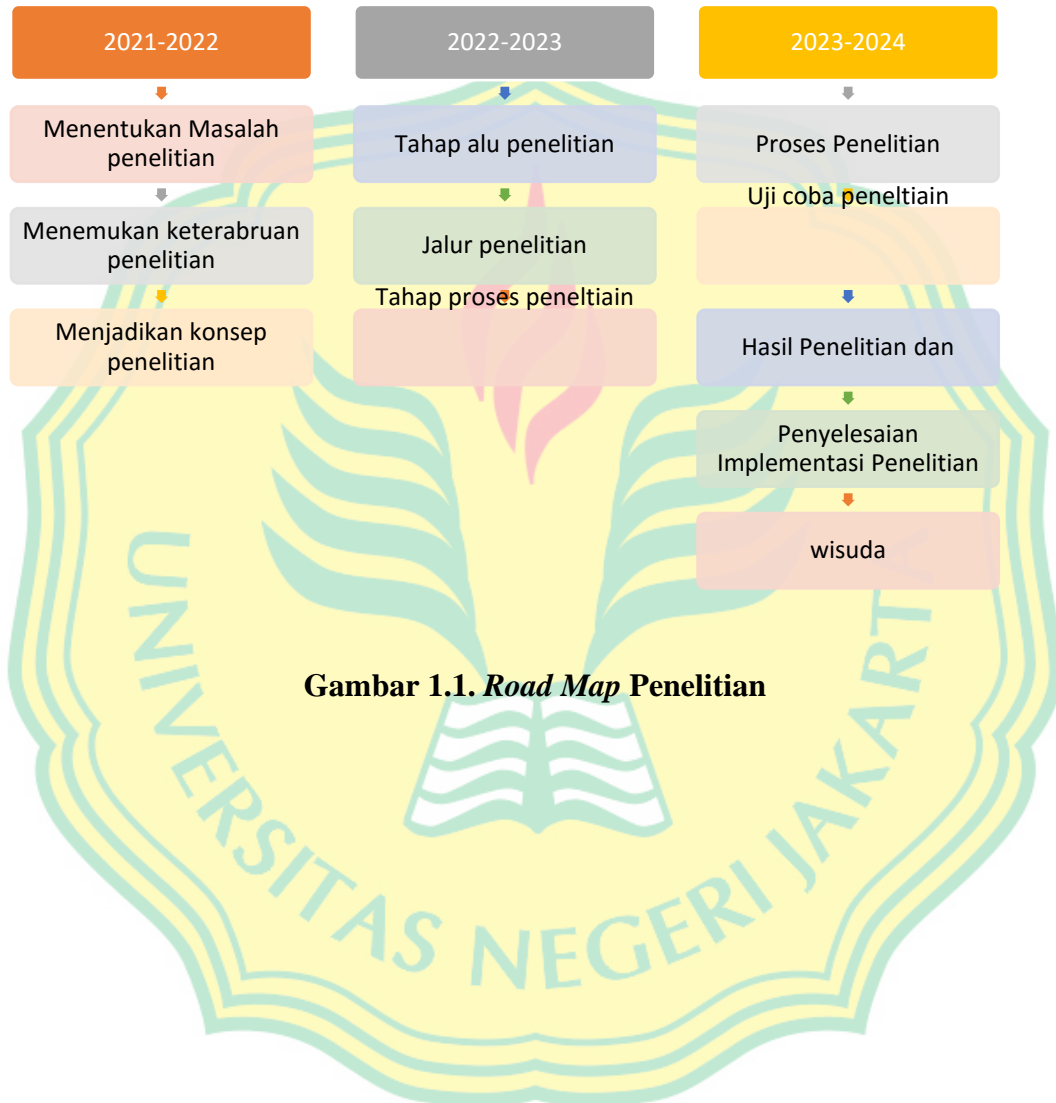 2021-2022
Menentukan Masalah
penelitian
Menemukan keterabruan
penelitian
Menjadikan konsep
penelitian
2022-2023
Tahap alu penelitian
Jalur penelitian
Tahap proses peneltiain
2023-2024
Proses Penelitian
Uji coba peneltiain
Hasil Penelitian dan
Penyelesaian
Implementasi Penelitian
wisuda
Gambar 1.1. Road Map Penelitian
UNIVERSITAS NEGERI JAKARTA